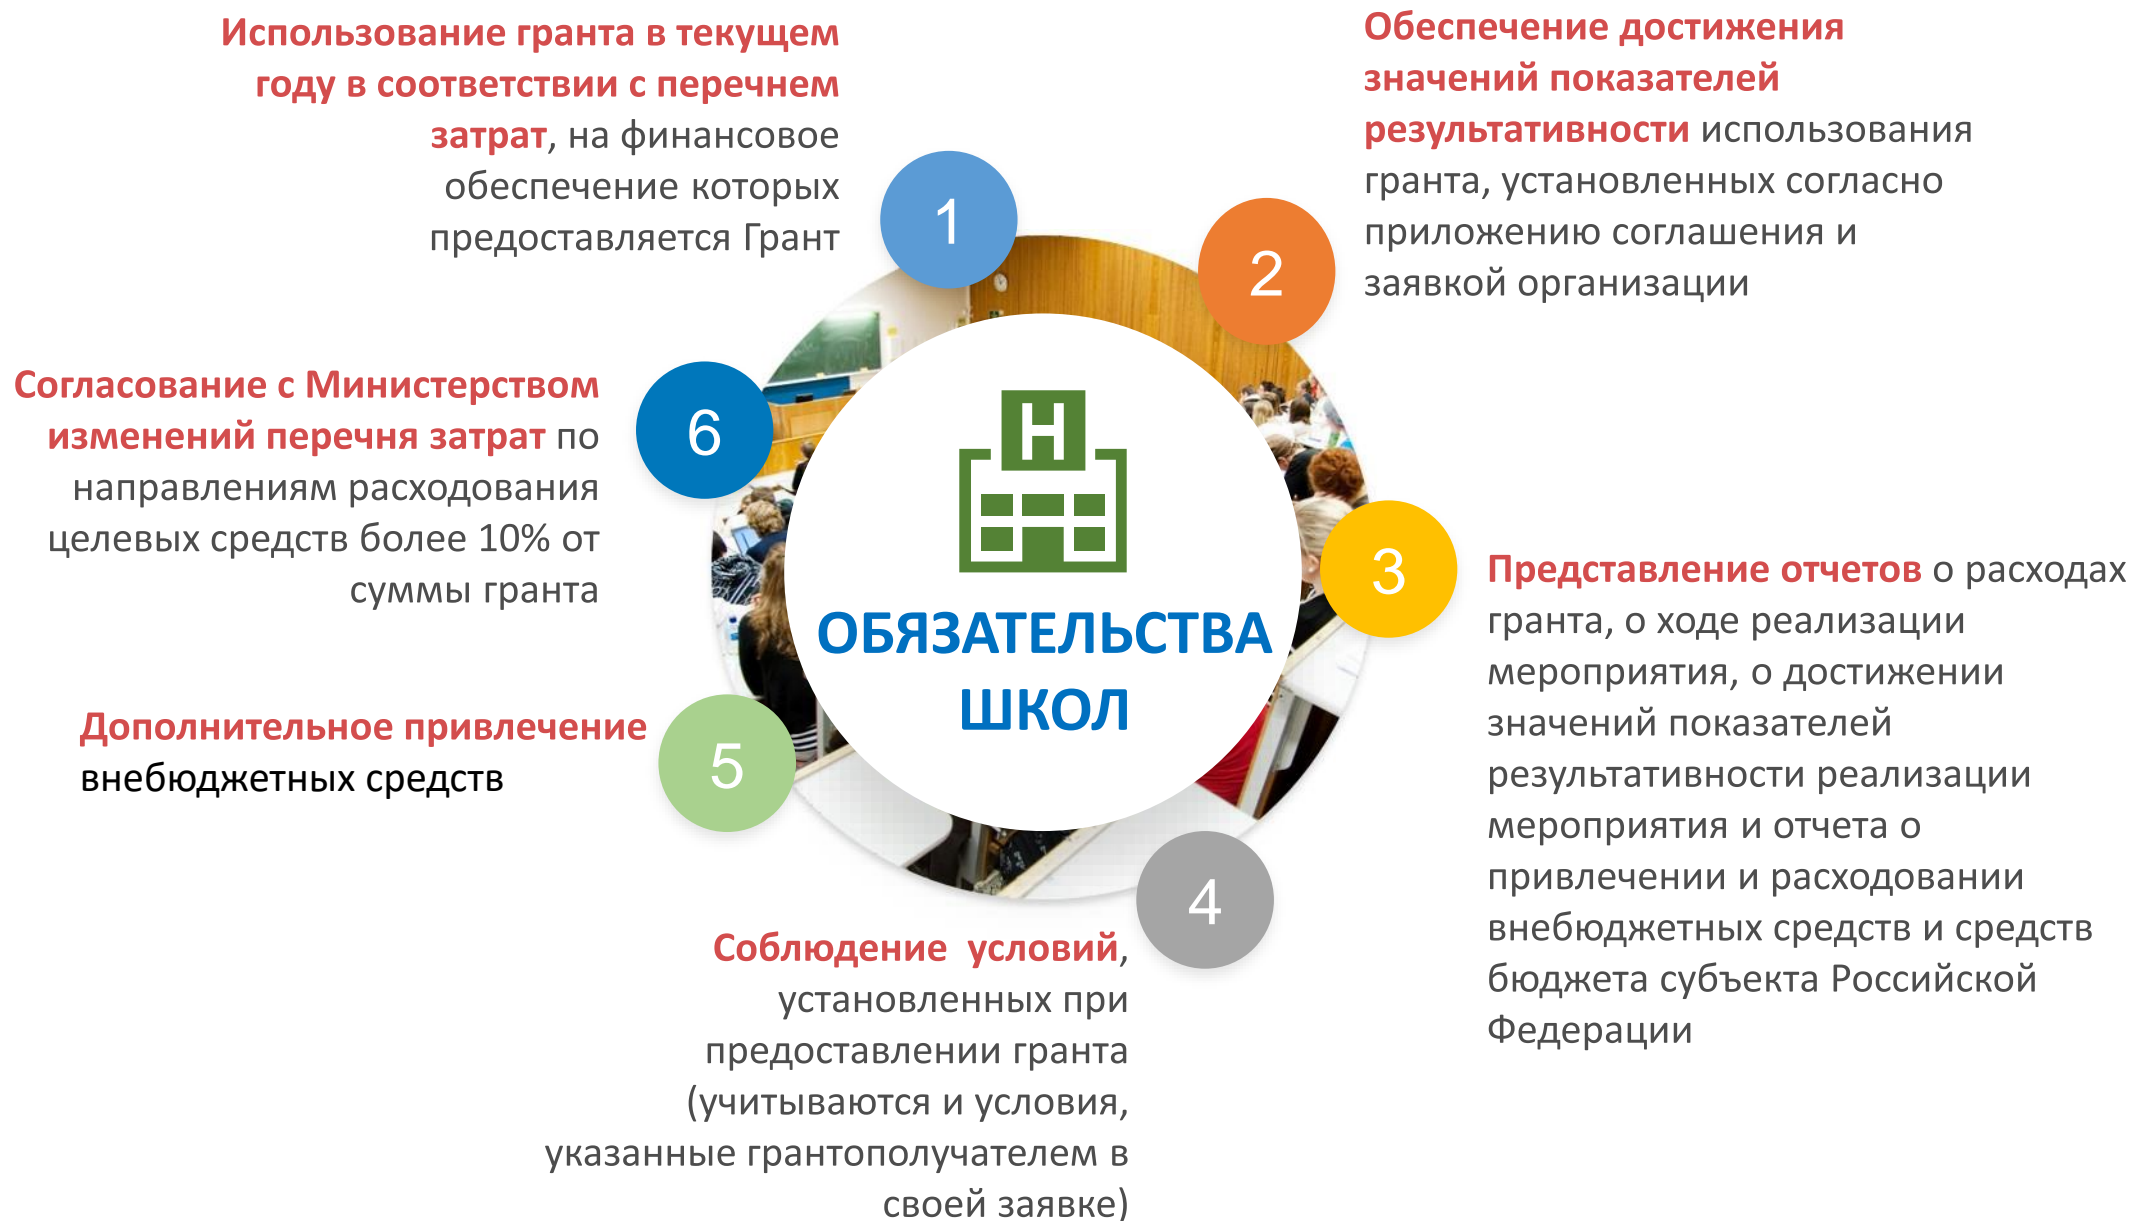 Использование гранта в текущем
году в соответствии с перечнем
затрат, на финансовое
обеспечение которых
предоставляется Грант
1
Обеспечение достижения
значений показателей
результативности использования
гранта, установленных согласно
приложению соглашения и
заявкой организации
2
Представление отчетов о расходах
гранта, о ходе реализации
мероприятия, о достижении
значений показателей
результативности реализации
мероприятия и отчета о
привлечении и расходовании
внебюджетных средств и средств
бюджета субъекта Российской
Федерации
3
Соблюдение условий,
установленных при
предоставлении гранта
(учитываются и условия,
указанные грантополучателем в
своей заявке)
4
Дополнительное привлечение
внебюджетных средств
5
Согласование с Министерством
изменений перечня затрат по
направлениям расходования
целевых средств более 10% от
суммы гранта
6
H
ОБЯЗАТЕЛЬСТВА
ШКОЛ